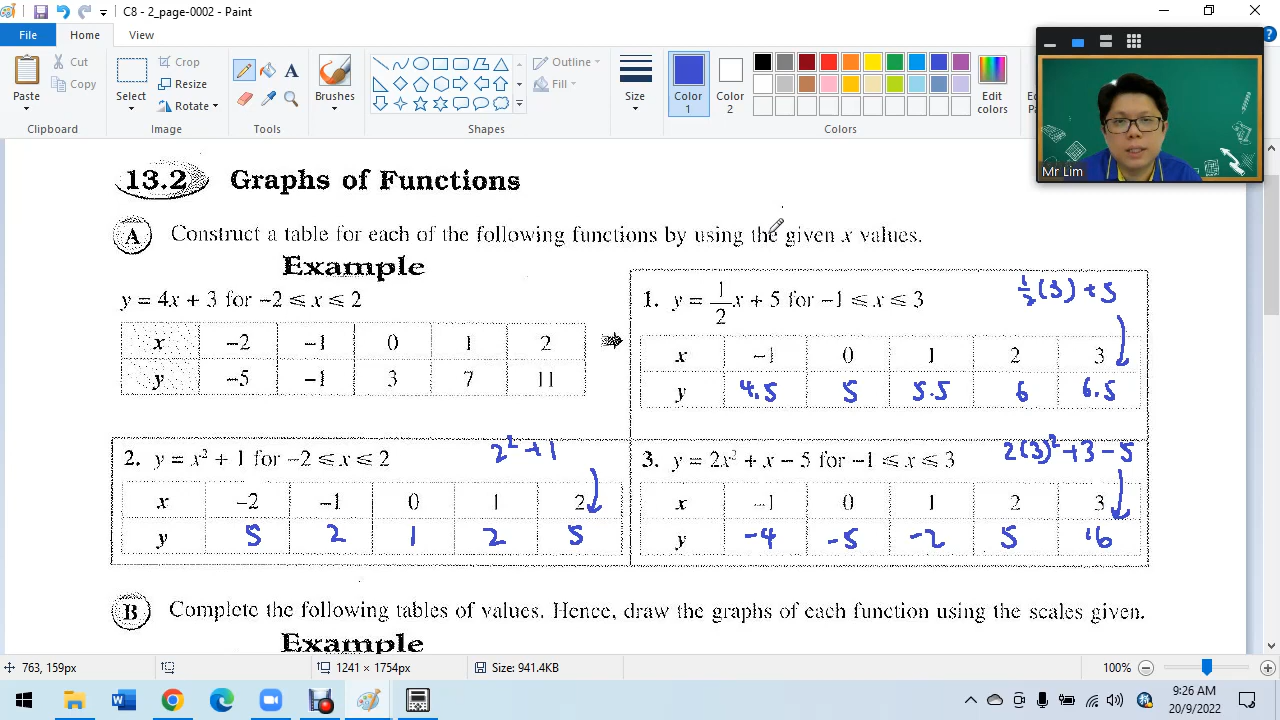 C8 - 2_page-0002 - Paint
File
Home
View
Paste
Cut
Copy
Clipboard
Select
Crop
Resize
Rotate
Image
A
Tools
Brushes
Outline
Fill
Shapes
Size
Color 1
Color 2
Edit colors
Colors
Mr Lim
13.2 Graphs of Functions
A Construct a table for each of the following functions by using the given x values.
Example
y = 4x + 3 for −2 ≤ x ≤ 2
x −2 −1 0 1 2
y −5 −1 3 7 11
1. y = 1/2 x + 5 for −1 ≤ x ≤ 3
1/2 (3) + 5
x −1 0 1 2 3
y 4.5 5 5.5 6 6.5
2. y = x² + 1 for −2 ≤ x ≤ 2
2² + 1
x −2 −1 0 1 2
y 5 2 1 2 5
3. y = 2x² + x − 5 for −1 ≤ x ≤ 3
2(3)² + 3 − 5
x −1 0 1 2 3
y −4 −5 −2 5 16
B Complete the following tables of values. Hence, draw the graphs of each function using the scales given.
Example
763, 159px
1241 × 1754px
Size: 941.4KB
100%
9:26 AM
20/9/2022